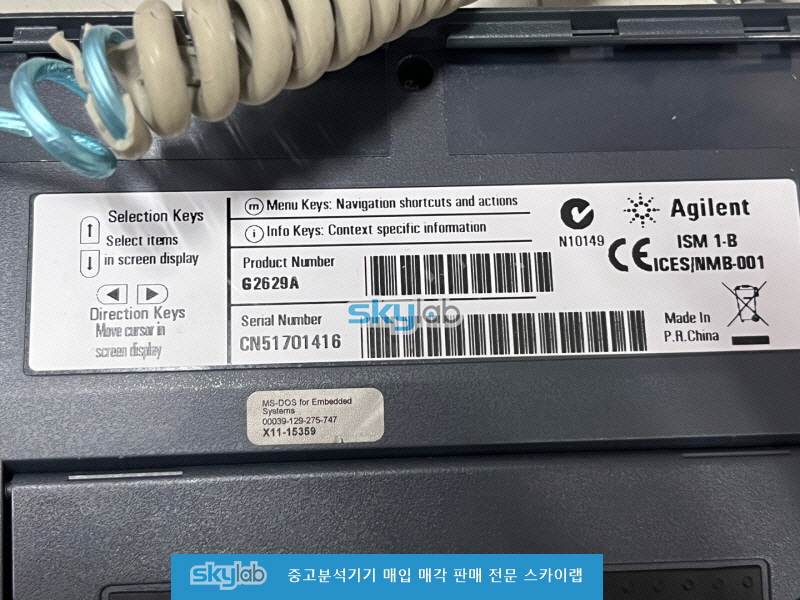 Selection Keys
Select items
in screen display
Direction Keys
Move cursor in
screen display
m Menu Keys: Navigation shortcuts and actions
i Info Keys: Context specific information
Product Number
G2629A
Serial Number
CN51701416
N10149
Agilent
ISM 1-B
CE ICES/NMB-001
Made In
P.R.China
skylab
MS-DOS for Embedded
Systems
00039-129-275-747
X11-15359
skylab 중고분석기기 매입 매각 판매 전문 스카이랩